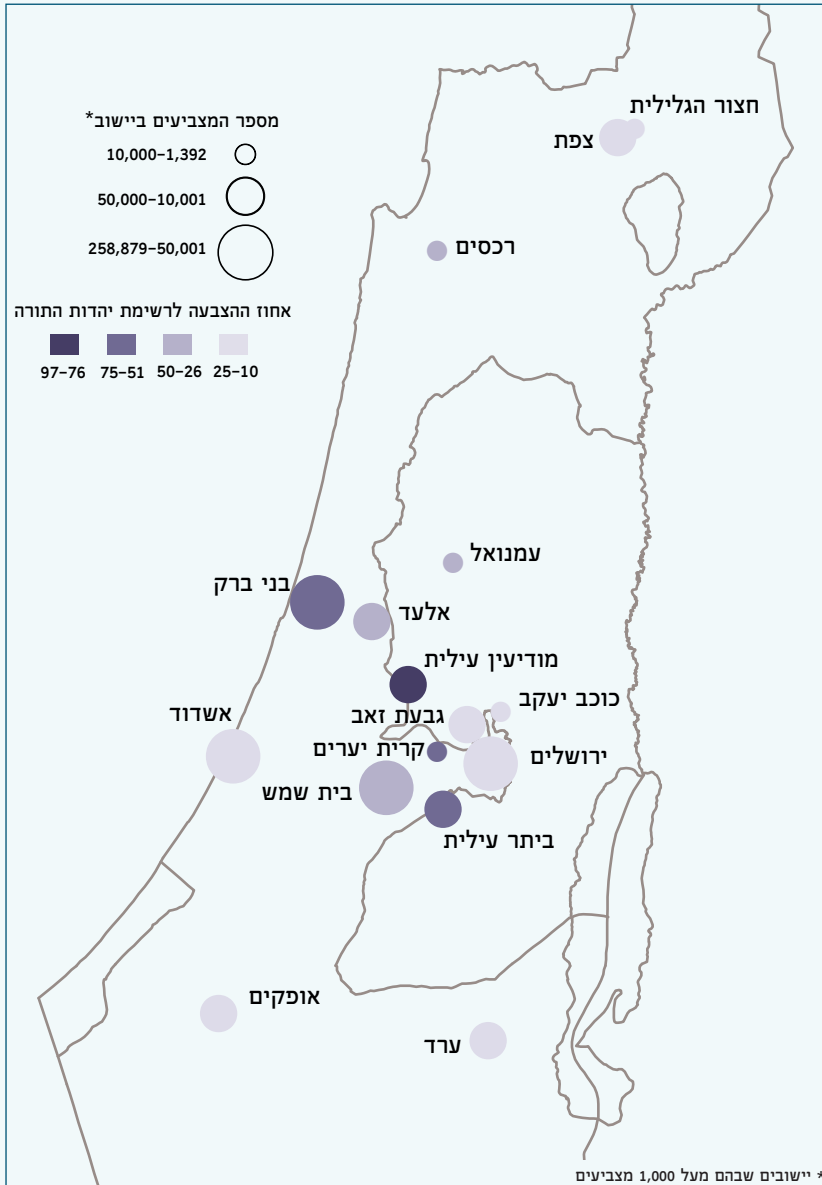 חצור הגלילית
צפת
מספר המצביעים ביישוב*
10,000–1,392
50,000–10,001
258,879–50,001
רכסים
אחוז ההצבעה לרשימת יהדות התורה
97–76 75–51 50–26 25–10
עמנואל
בני ברק
אלעד
מודיעין עילית
כוכב יעקב
גבעת זאב
אשדוד
קרית יערים
ירושלים
בית שמש
ביתר עילית
אופקים
ערד
* יישובים שבהם מעל 1,000 מצביעים